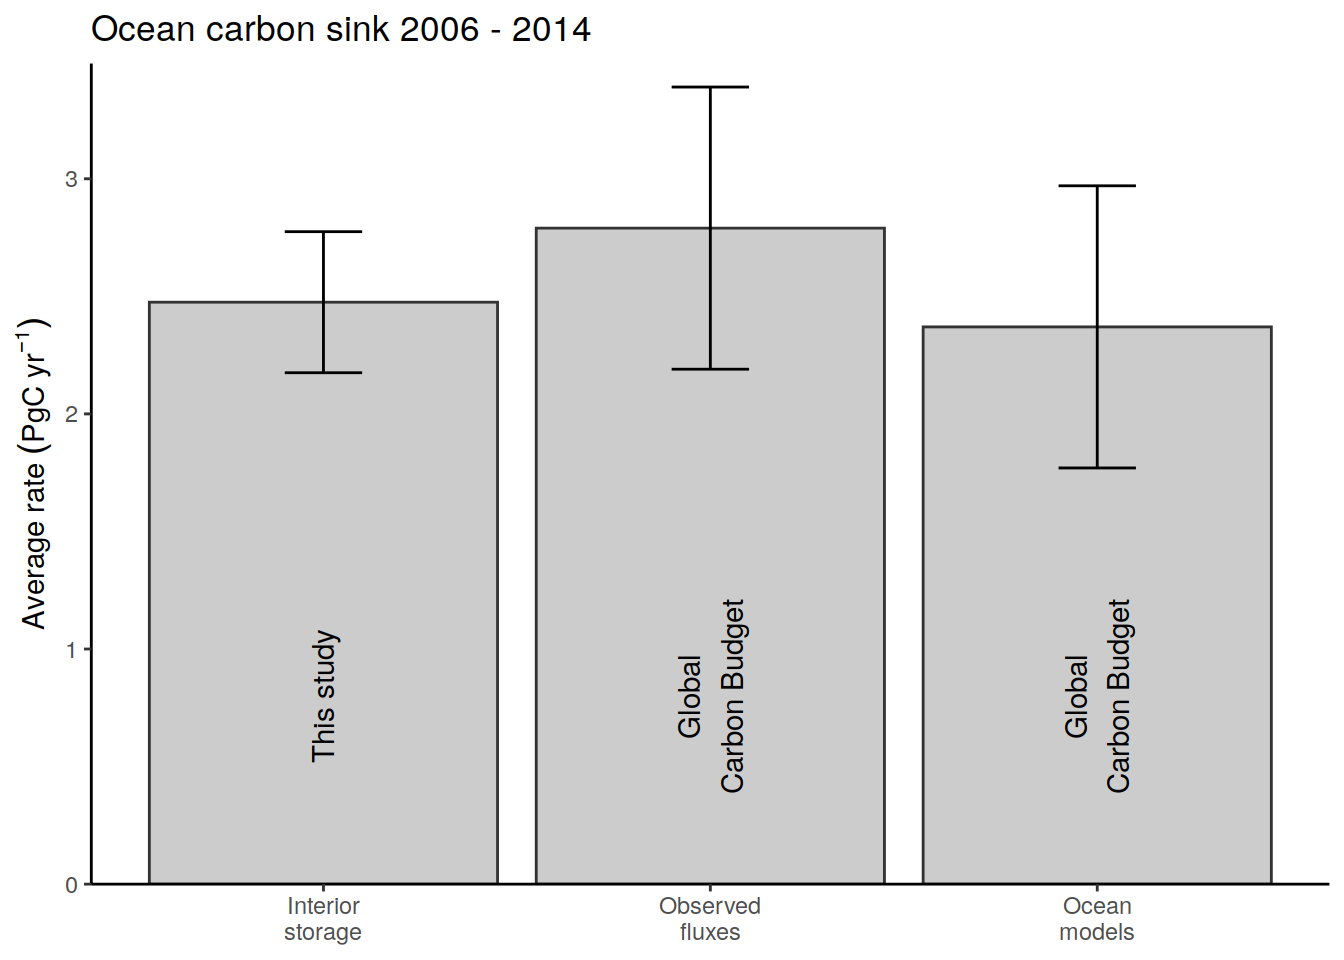 Ocean carbon sink 2006 - 2014
Average rate (PgC yr⁻¹)
3
2
1
0
This study
Global
Carbon Budget
Global
Carbon Budget
Interior
storage
Observed
fluxes
Ocean
models